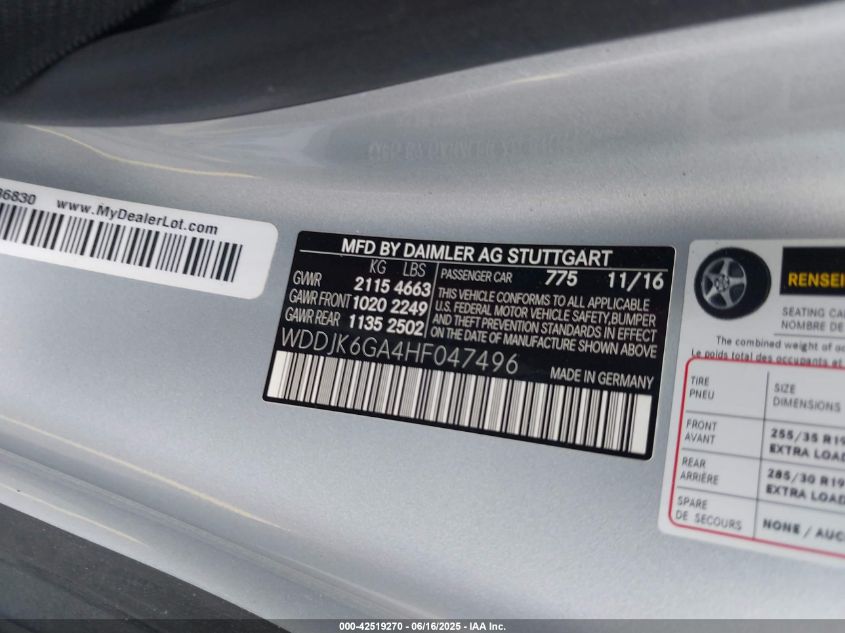 36830
www.MyDealerLot.com
MFD BY DAIMLER AG STUTTGART
KG LBS
GVWR 2115 4663
GAWR FRONT 1020 2249
GAWR REAR 1135 2502
PASSENGER CAR 775 11/16
THIS VEHICLE CONFORMS TO ALL APPLICABLE
U.S. FEDERAL MOTOR VEHICLE SAFETY, BUMPER
AND THEFT PREVENTION STANDARDS IN EFFECT
ON THE DATE OF MANUFACTURE SHOWN ABOVE
WDDJK6GA4HF047496
MADE IN GERMANY
RENSEI
SEATING CA
NOMBRE DE
The combined weight of oc
Le poids total des occupants et
TIRE
PNEU
SIZE
DIMENSIONS
FRONT
AVANT
255/35 R19
EXTRA LOAD
REAR
ARRIÈRE
285/30 R19
EXTRA LOAD
SPARE
DE SECOURS
NONE / AUC
000-42519270 - 06/16/2025 - IAA Inc.